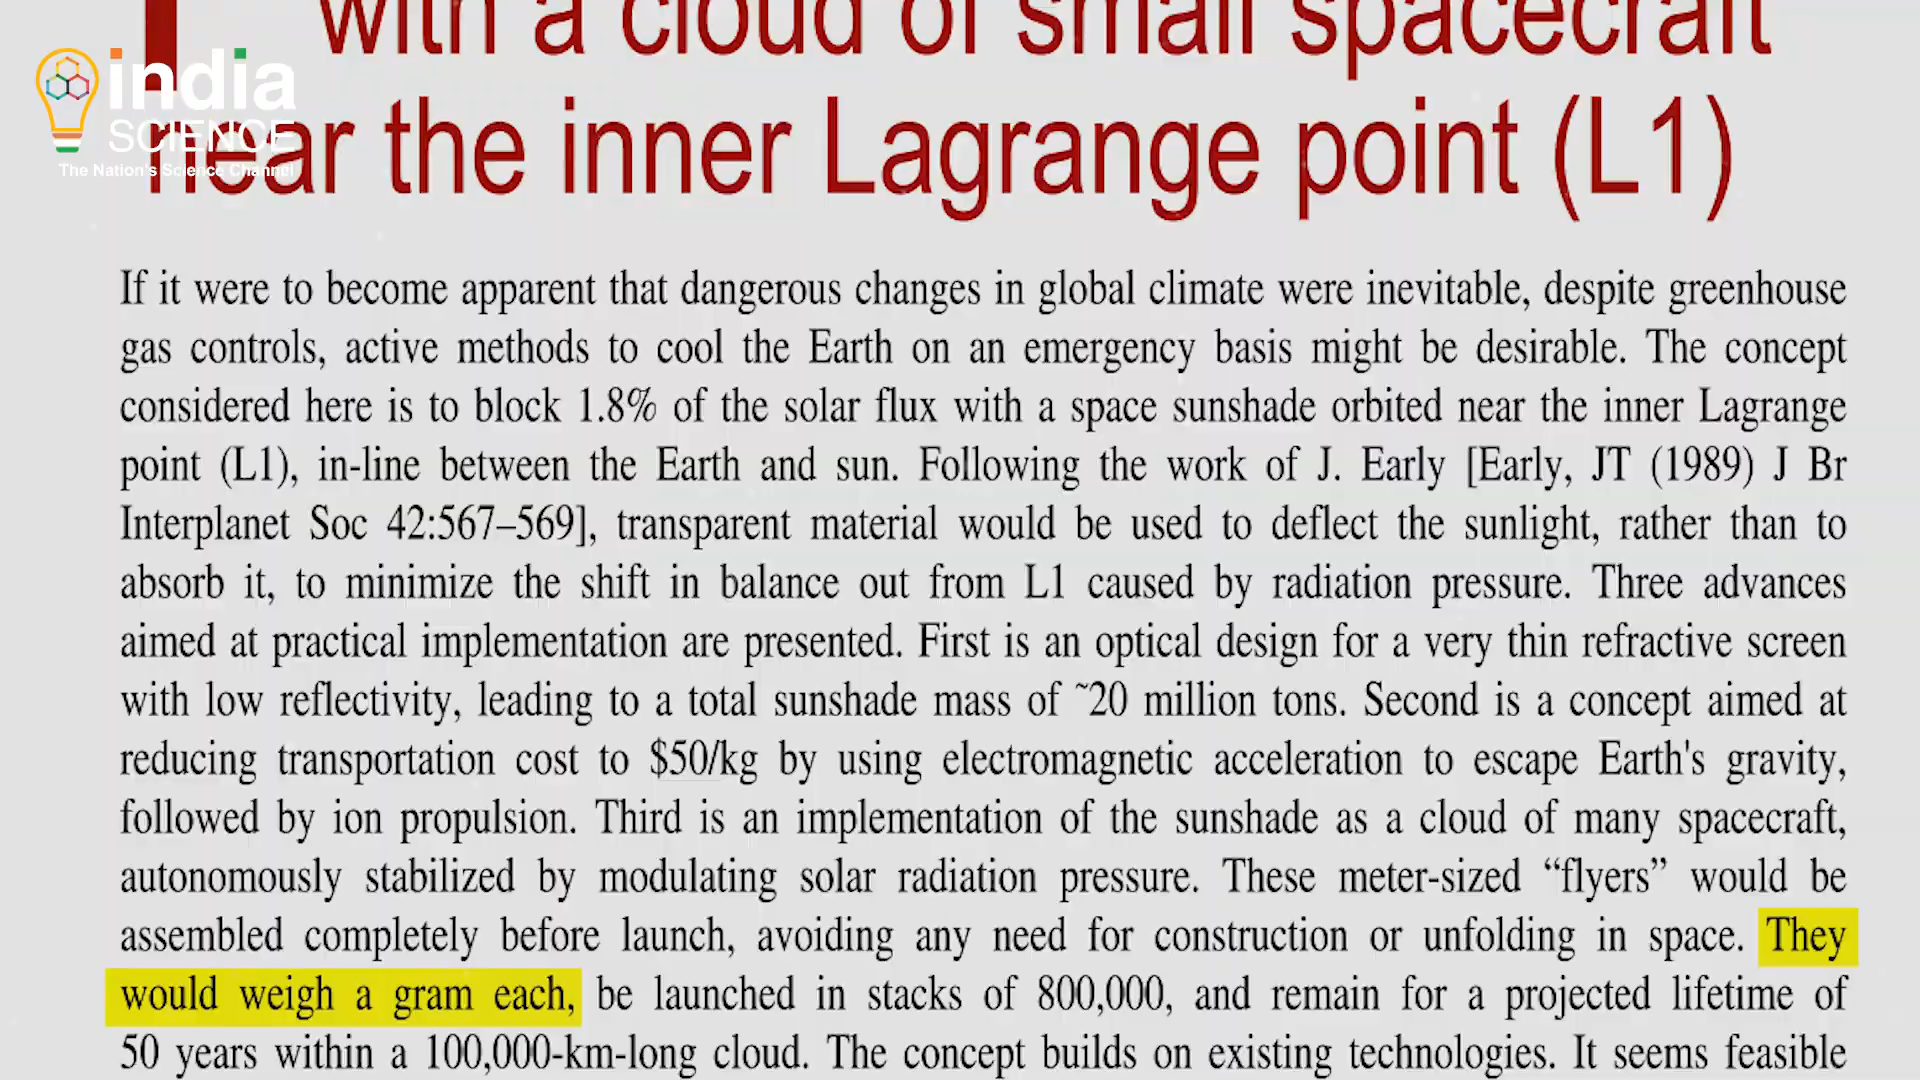 with a cloud of small spacecraft
near the inner Lagrange point (L1)
india
SCIENCE
The Nation's Science Channel
If it were to become apparent that dangerous changes in global climate were inevitable, despite greenhouse
gas controls, active methods to cool the Earth on an emergency basis might be desirable. The concept
considered here is to block 1.8% of the solar flux with a space sunshade orbited near the inner Lagrange
point (L1), in-line between the Earth and sun. Following the work of J. Early [Early, JT (1989) J Br
Interplanet Soc 42:567–569], transparent material would be used to deflect the sunlight, rather than to
absorb it, to minimize the shift in balance out from L1 caused by radiation pressure. Three advances
aimed at practical implementation are presented. First is an optical design for a very thin refractive screen
with low reflectivity, leading to a total sunshade mass of ˜20 million tons. Second is a concept aimed at
reducing transportation cost to $50/kg by using electromagnetic acceleration to escape Earth's gravity,
followed by ion propulsion. Third is an implementation of the sunshade as a cloud of many spacecraft,
autonomously stabilized by modulating solar radiation pressure. These meter-sized “flyers” would be
assembled completely before launch, avoiding any need for construction or unfolding in space. They
would weigh a gram each, be launched in stacks of 800,000, and remain for a projected lifetime of
50 years within a 100,000-km-long cloud. The concept builds on existing technologies. It seems feasible